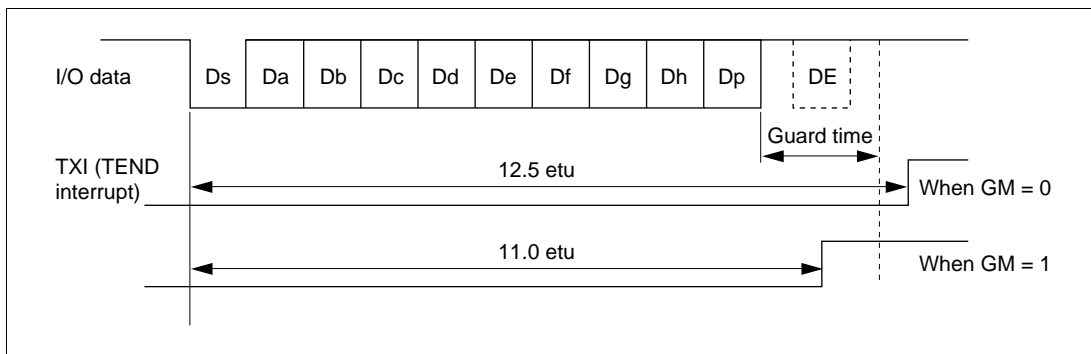 I/O data
Ds Da Db Dc Dd De Df Dg Dh Dp DE
Guard time
TXI (TEND
interrupt)
12.5 etu
When GM = 0
11.0 etu
When GM = 1